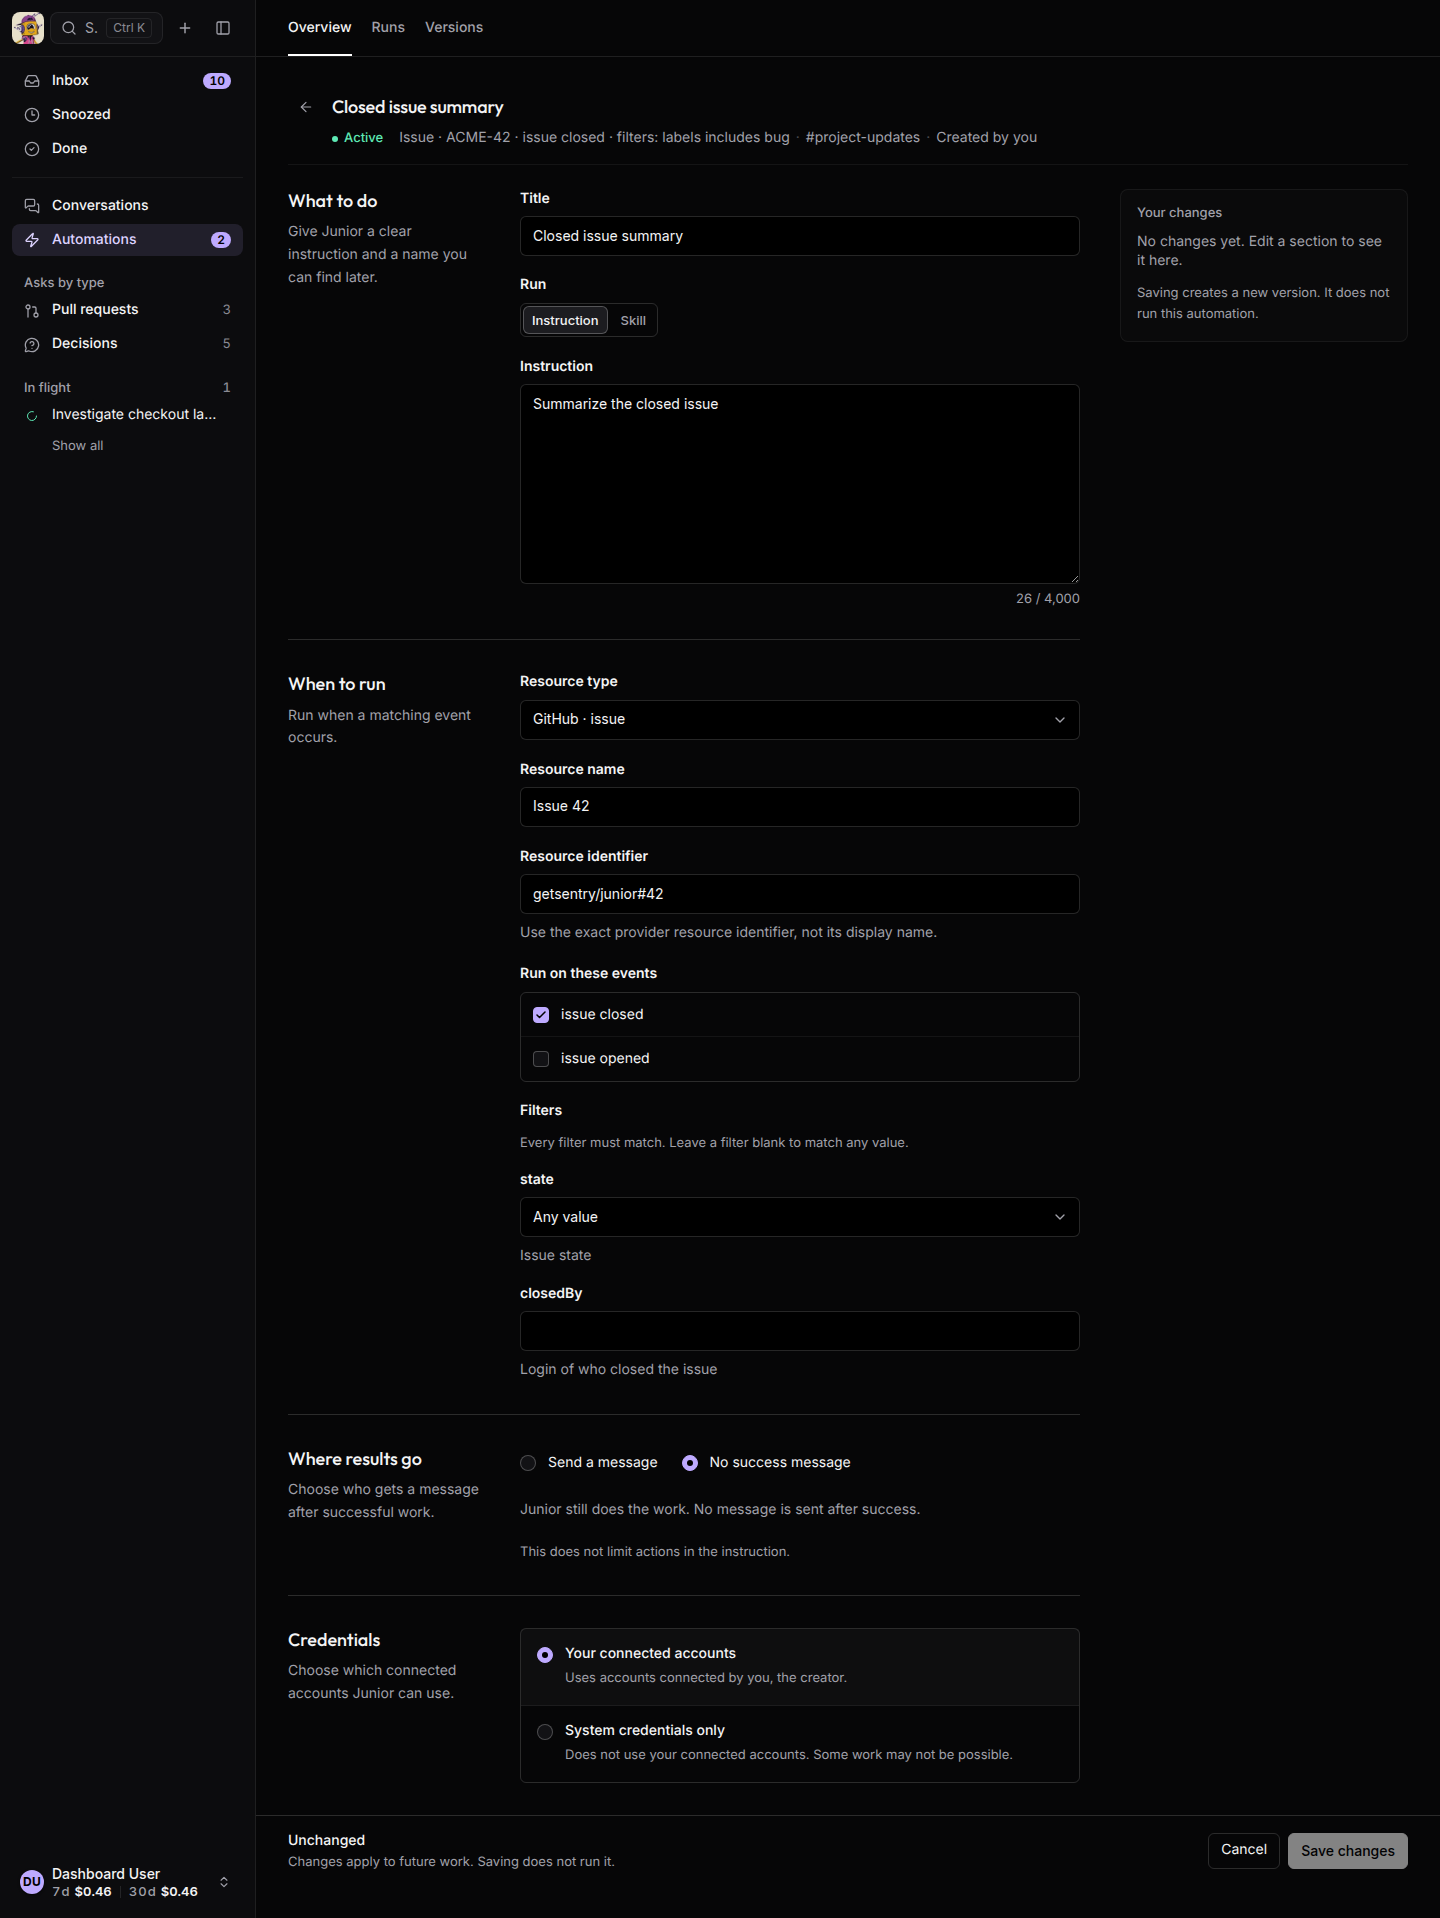 S. Ctrl K
Inbox 10
Snoozed
Done
Conversations
Automations 2
Asks by type
Pull requests 3
Decisions 5
In flight 1
Investigate checkout la...
Show all
DU Dashboard User
7d $0.46 30d $0.46
Overview Runs Versions
Closed issue summary
Active Issue · ACME-42 · issue closed · filters: labels includes bug · #project-updates · Created by you
What to do
Give Junior a clear
instruction and a name you
can find later.
Title
Closed issue summary
Run
Instruction Skill
Instruction
Summarize the closed issue
26 / 4,000
Your changes
No changes yet. Edit a section to see
it here.
Saving creates a new version. It does not
run this automation.
When to run
Run when a matching event
occurs.
Resource type
GitHub · issue
Resource name
Issue 42
Resource identifier
getsentry/junior#42
Use the exact provider resource identifier, not its display name.
Run on these events
issue closed
issue opened
Filters
Every filter must match. Leave a filter blank to match any value.
state
Any value
Issue state
closedBy
Login of who closed the issue
Where results go
Choose who gets a message
after successful work.
Send a message No success message
Junior still does the work. No message is sent after success.
This does not limit actions in the instruction.
Credentials
Choose which connected
accounts Junior can use.
Your connected accounts
Uses accounts connected by you, the creator.
System credentials only
Does not use your connected accounts. Some work may not be possible.
Unchanged
Changes apply to future work. Saving does not run it.
Cancel Save changes